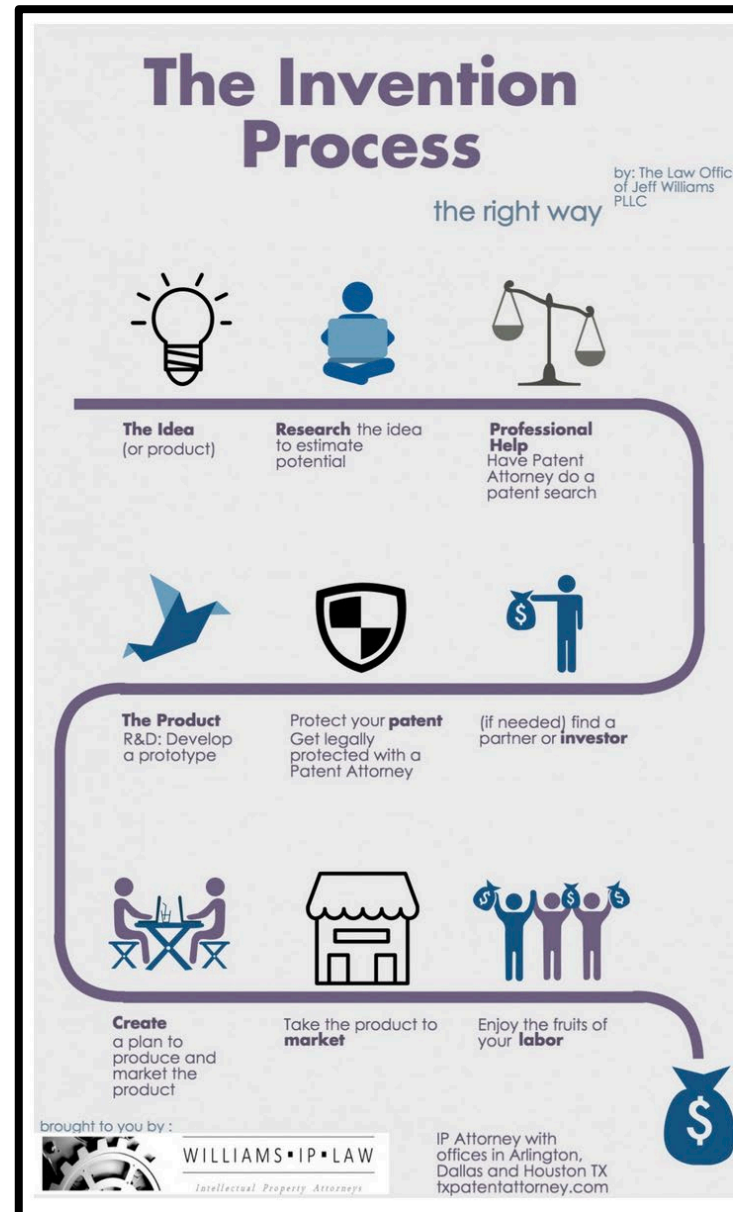 The Invention
Process
the right way
by: The Law Offic
of Jeff Williams
PLLC
The Idea
(or product)
Research the idea
to estimate
potential
Professional
Help
Have Patent
Attorney do a
patent search
The Product
R&D: Develop
a prototype
Protect your patent
Get legally
protected with a
Patent Attorney
$
(if needed) find a
partner or investor
Create
a plan to
produce and
market the
product
Take the product to
market
$ $ $
Enjoy the fruits of
your labor
$
brought to you by :
WILLIAMS▪IP▪LAW
Intellectual Property Attorneys
IP Attorney with
offices in Arlington,
Dallas and Houston TX
txpatentattorney.com